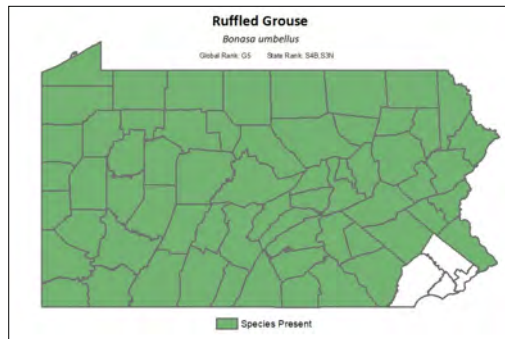 Ruffled Grouse
Bonasa umbellus
Global Rank: G5 State Rank: S4B,S3N
Species Present